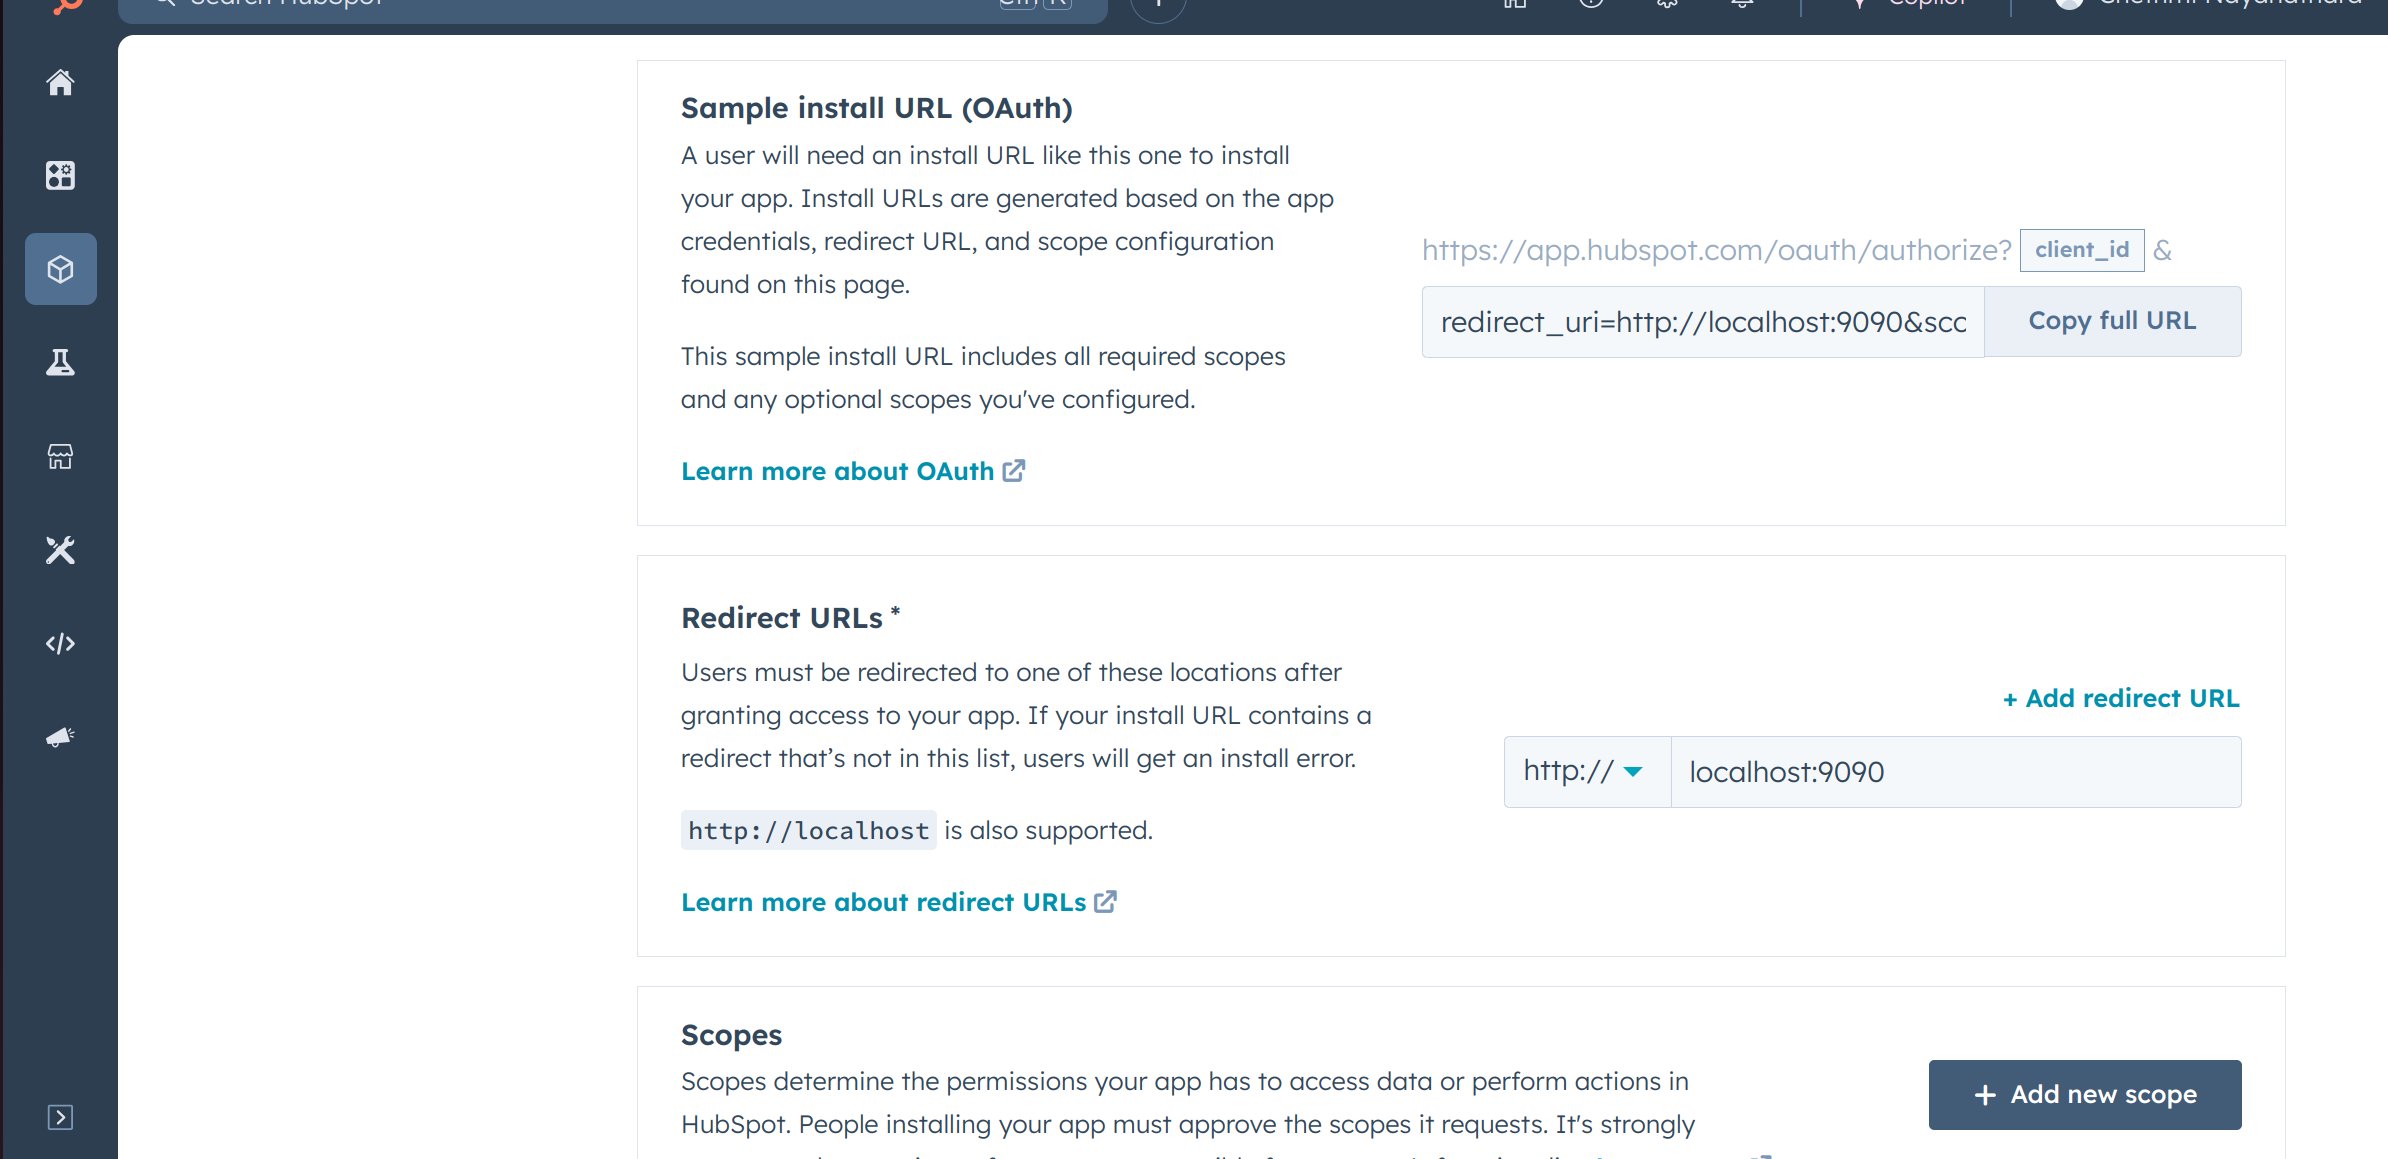 Search HubSpot
Copilot
Sample install URL (OAuth)
A user will need an install URL like this one to install
your app. Install URLs are generated based on the app
credentials, redirect URL, and scope configuration
found on this page.
This sample install URL includes all required scopes
and any optional scopes you've configured.
Learn more about OAuth
https://app.hubspot.com/oauth/authorize? client_id &
redirect_uri=http://localhost:9090&sco
Copy full URL
Redirect URLs *
Users must be redirected to one of these locations after
granting access to your app. If your install URL contains a
redirect that’s not in this list, users will get an install error.
http://localhost is also supported.
Learn more about redirect URLs
+ Add redirect URL
http:// localhost:9090
Scopes
Scopes determine the permissions your app has to access data or perform actions in
HubSpot. People installing your app must approve the scopes it requests. It's strongly
+ Add new scope